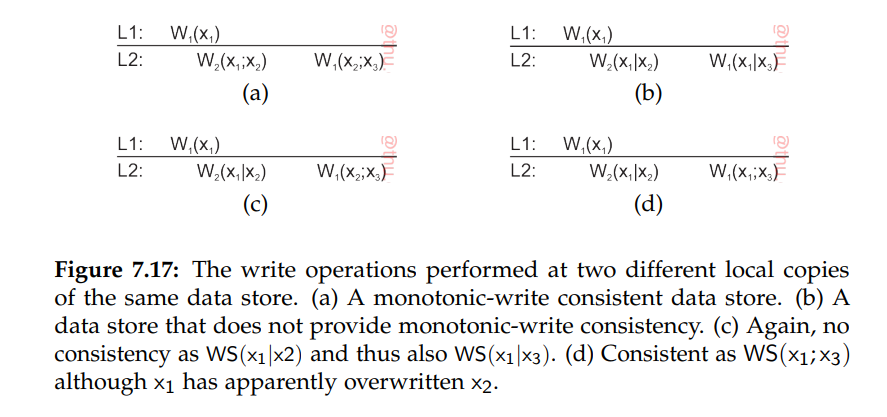 L1: W₁(x₁) L1: W₁(x₁)
L2: W₂(x₁;x₂) W₁(x₂;x₃) L2: W₂(x₁|x₂) W₁(x₁|x₃)
(a) (b)
L1: W₁(x₁) L1: W₁(x₁)
L2: W₂(x₁|x₂) W₁(x₂;x₃) L2: W₂(x₁|x₂) W₁(x₁;x₃)
(c) (d)
Figure 7.17: The write operations performed at two different local copies
of the same data store. (a) A monotonic-write consistent data store. (b) A
data store that does not provide monotonic-write consistency. (c) Again, no
consistency as WS(x₁|x2) and thus also WS(x₁|x₃). (d) Consistent as WS(x₁;x₃)
although x₁ has apparently overwritten x₂.